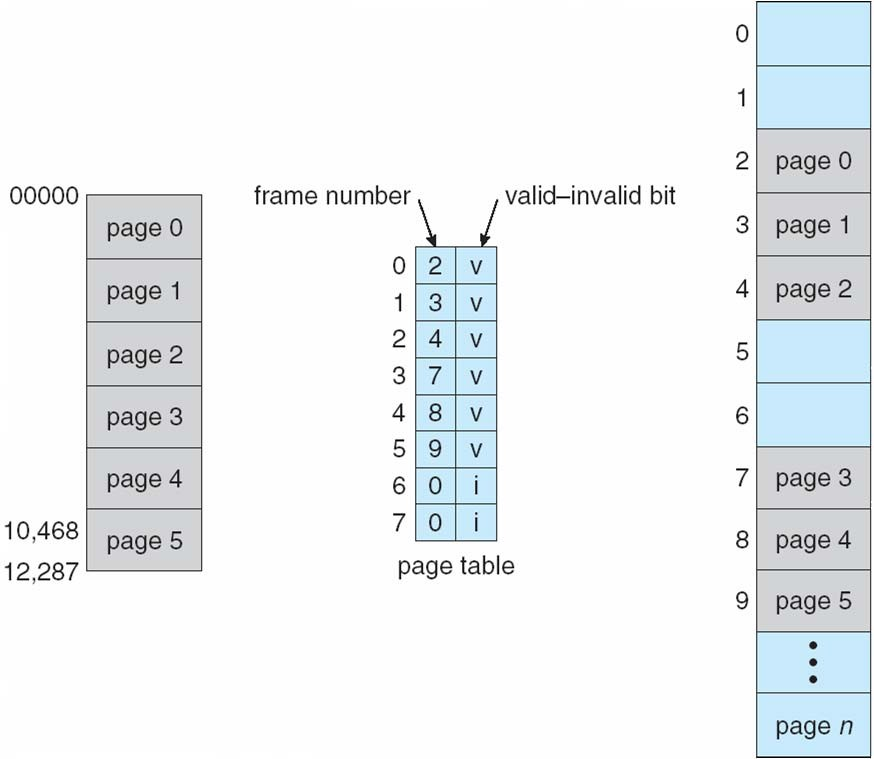 00000
page 0
page 1
page 2
page 3
page 4
page 5
10,468
12,287
frame number
valid–invalid bit
0 2 v
1 3 v
2 4 v
3 7 v
4 8 v
5 9 v
6 0 i
7 0 i
page table
0
1
2 page 0
3 page 1
4 page 2
5
6
7 page 3
8 page 4
9 page 5
page n